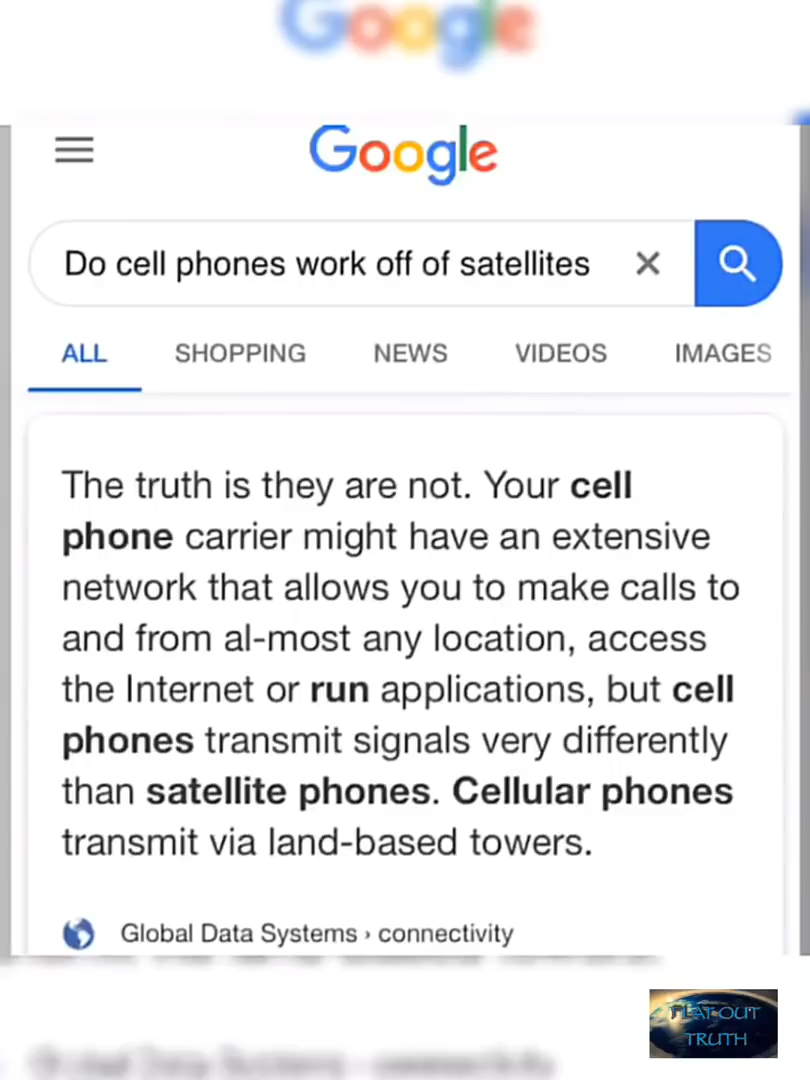 Google
Google
Do cell phones work off of satellites
ALL SHOPPING NEWS VIDEOS IMAGES
The truth is they are not. Your cell
phone carrier might have an extensive
network that allows you to make calls to
and from al-most any location, access
the Internet or run applications, but cell
phones transmit signals very differently
than satellite phones. Cellular phones
transmit via land-based towers.
Global Data Systems › connectivity
FLAT OUT
TRUTH